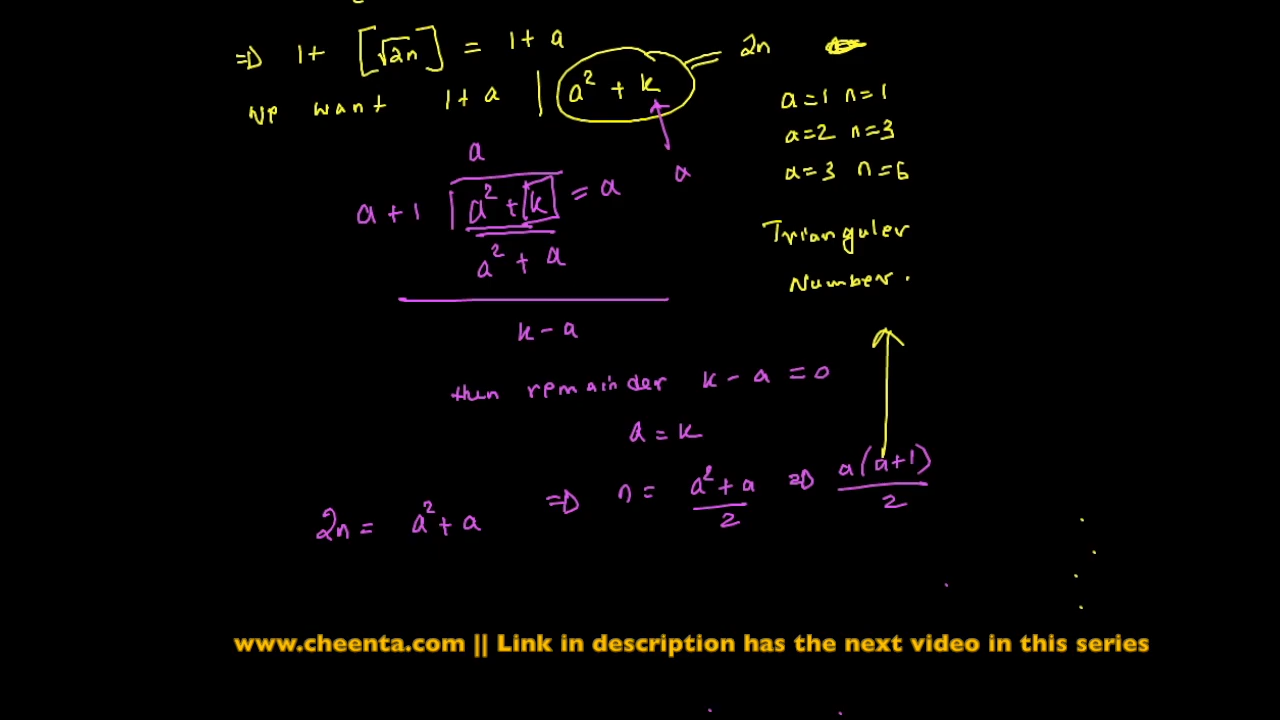 ⇒ 1 + [√2n] = 1 + a
we want 1 + a | a² + k = 2n
a = 1 n = 1
a = 2 n = 3
a = 3 n = 6
Trianguler
Number.
a
a
a + 1 | a² + k = a
a² + a
k - a
then remainder k - a = 0
a = k
2n = a² + a ⇒ n = a² + a / 2 ⇒ a(a+1) / 2
www.cheenta.com || Link in description has the next video in this series